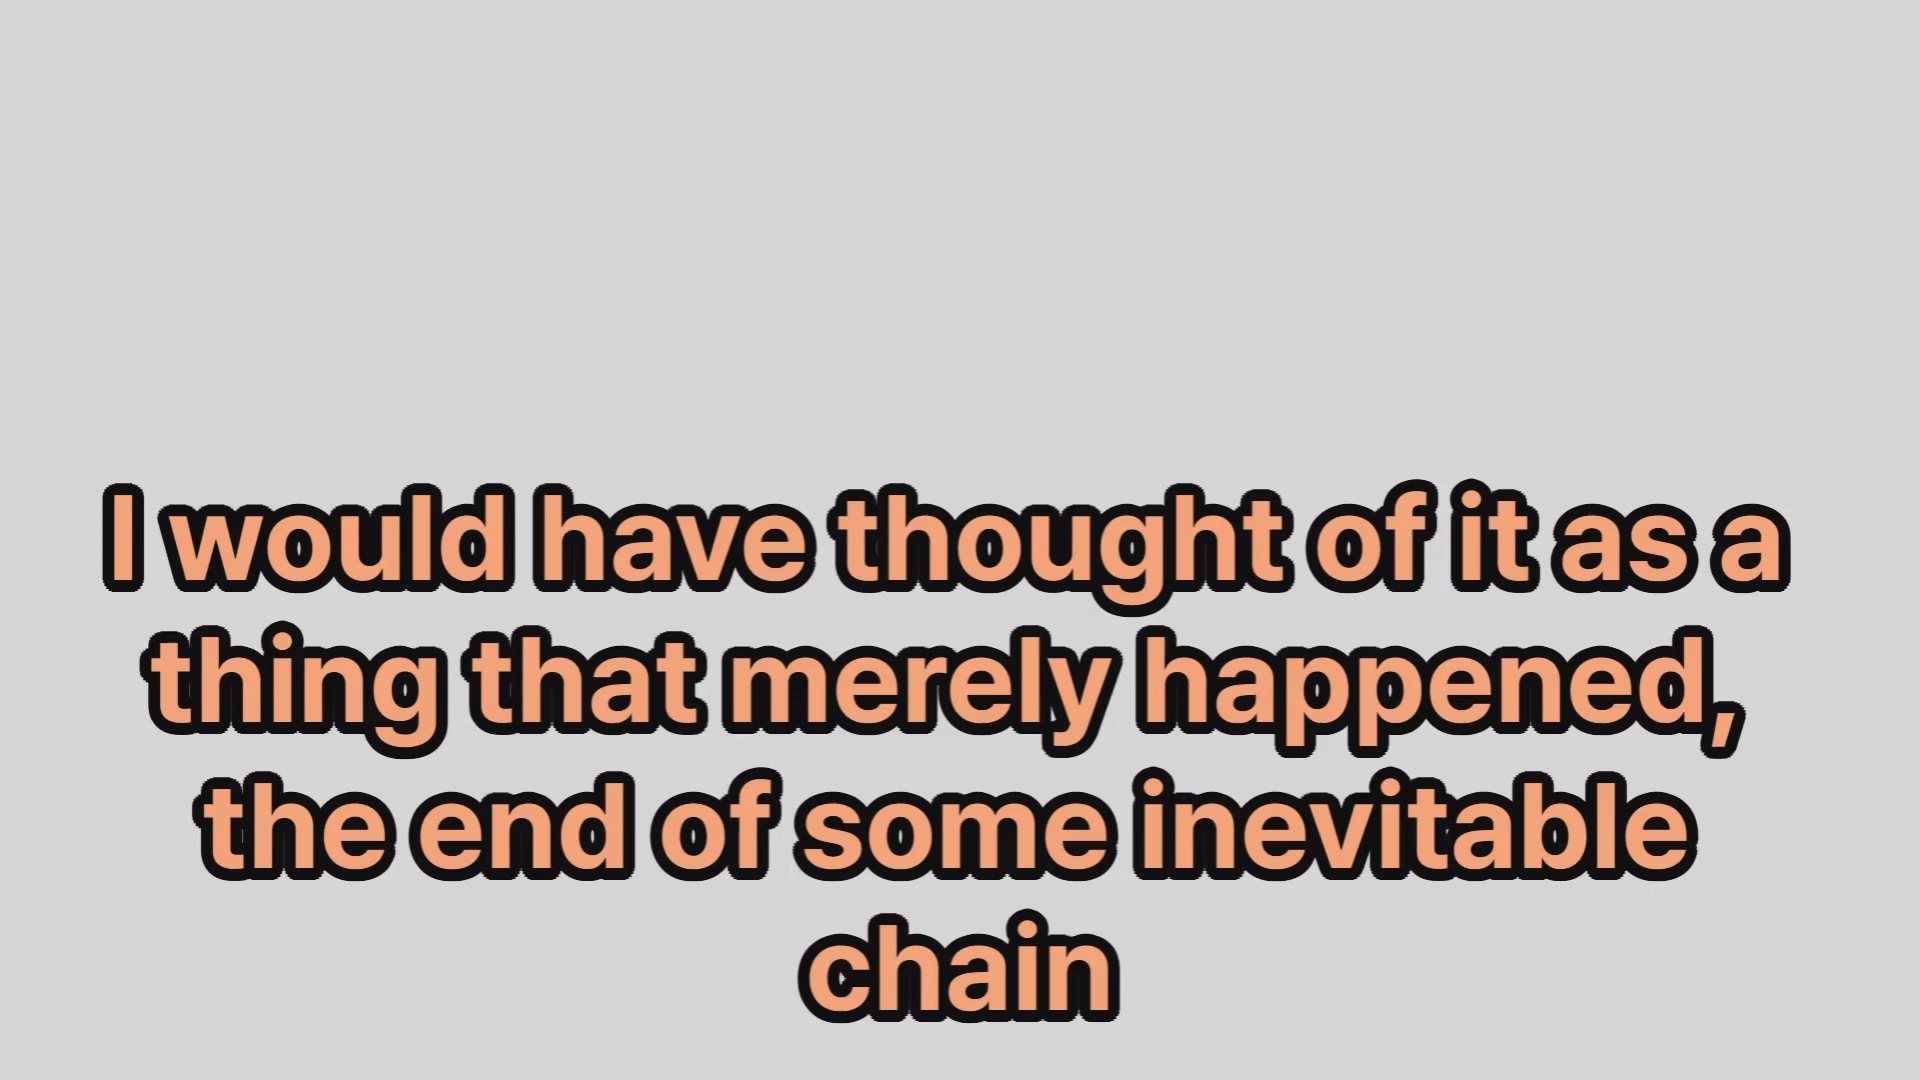 I would have thought of it as a
thing that merely happened,
the end of some inevitable
chain